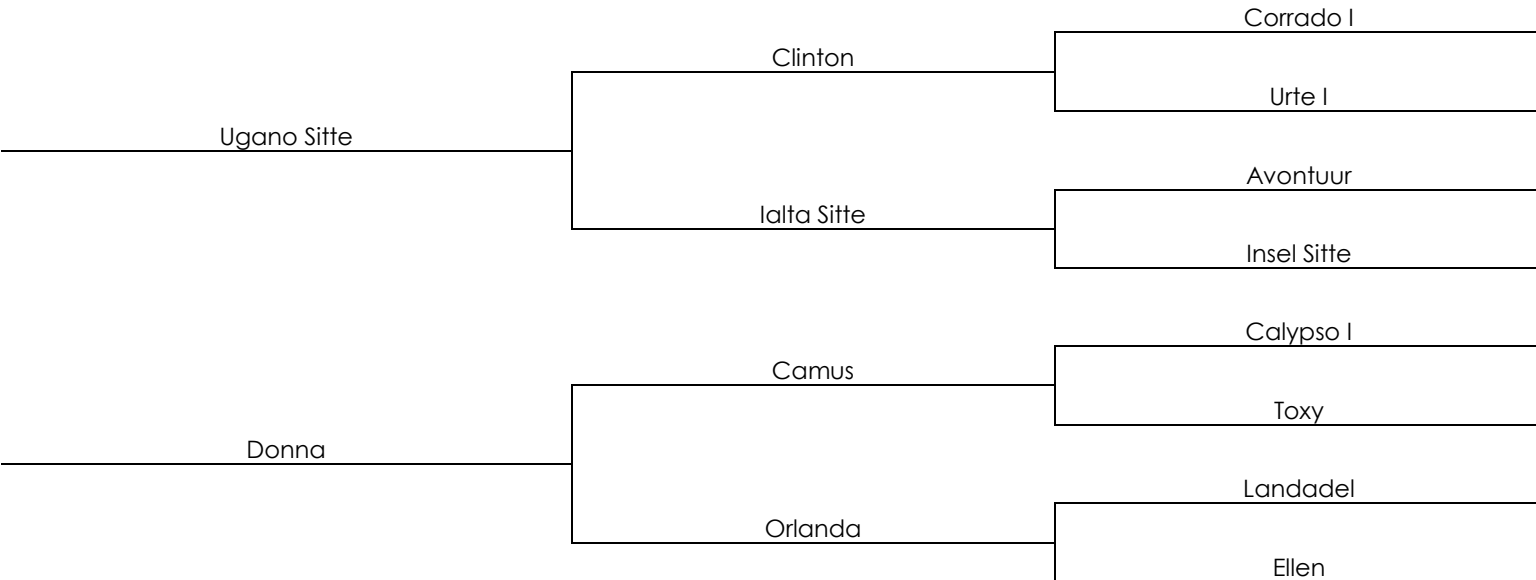 Corrado I
Clinton
Urte I
Ugano Sitte
Avontuur
Ialta Sitte
Insel Sitte
Calypso I
Camus
Toxy
Donna
Landadel
Orlanda
Ellen